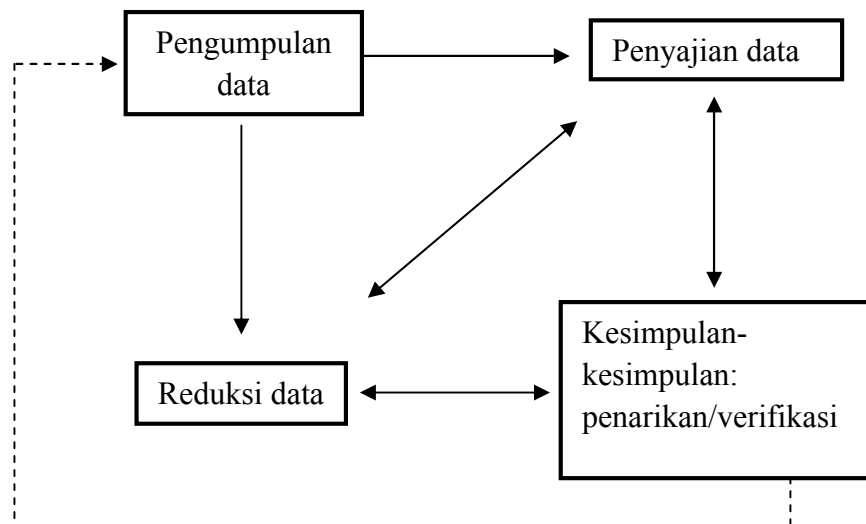 Pengumpulan
data
Penyajian data
Reduksi data
Kesimpulan-
kesimpulan:
penarikan/verifikasi